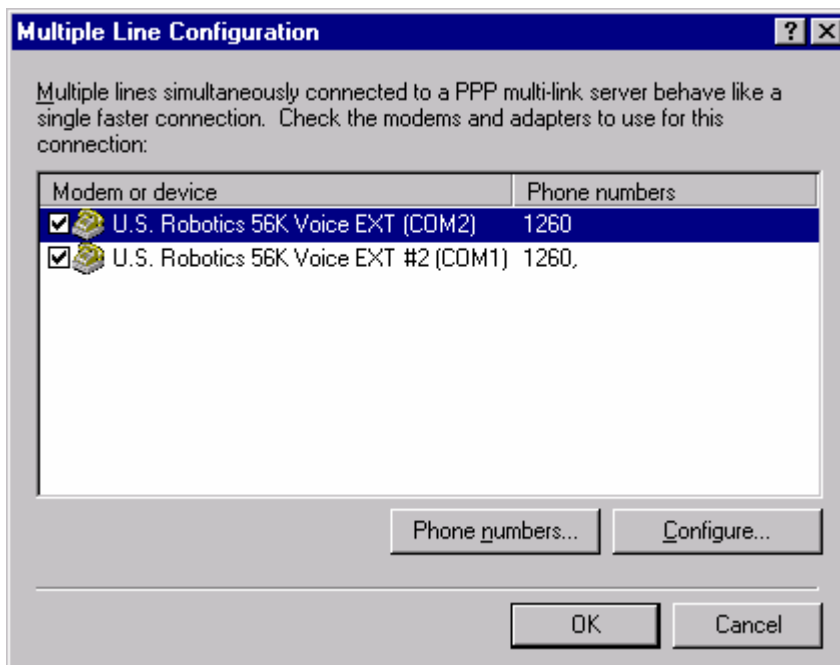 Multiple Line Configuration
Multiple lines simultaneously connected to a PPP multi-link server behave like a
single faster connection.  Check the modems and adapters to use for this
connection:
Modem or device Phone numbers
U.S. Robotics 56K Voice EXT (COM2) 1260
U.S. Robotics 56K Voice EXT #2 (COM1) 1260,
Phone numbers... Configure...
OK Cancel